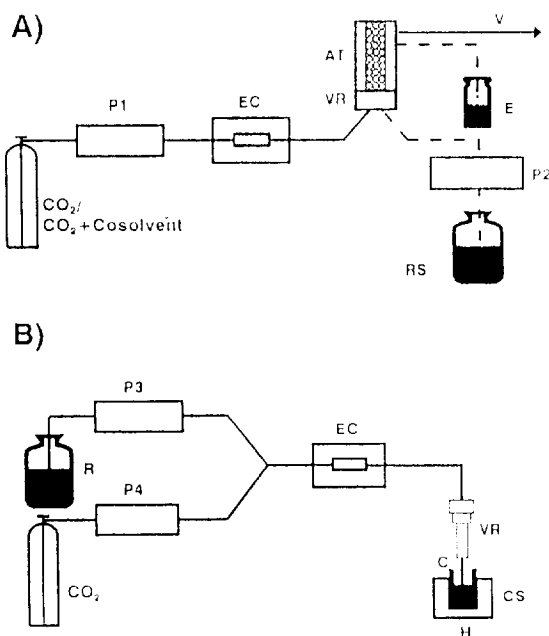 A)
V
AT
P1
EC
VR
E
P2
CO2/
CO2+Cosolvent
RS
B)
P3
EC
R
P4
VR
C
CO2
CS
H